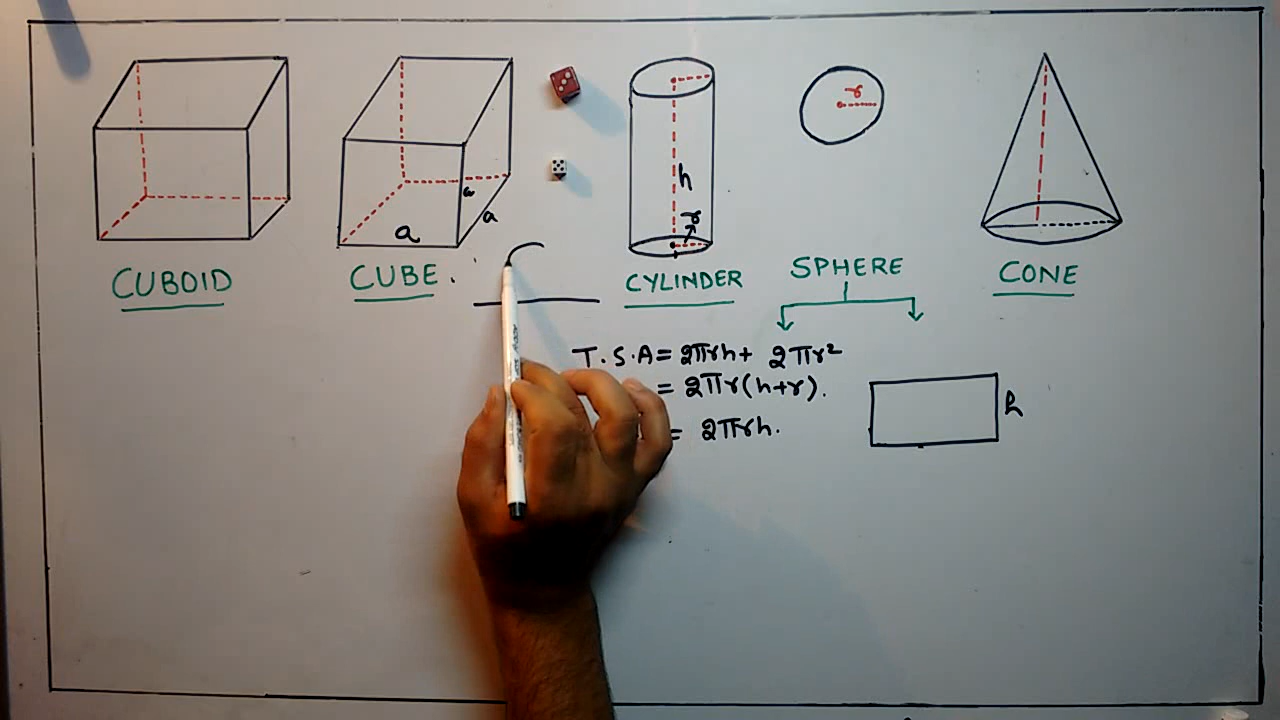 a
a
a
h
r
r
CUBOID
CUBE.
CYLINDER
SPHERE
CONE
T.S.A = 2πrh + 2πr²
= 2πr(h+r).
= 2πrh.
h